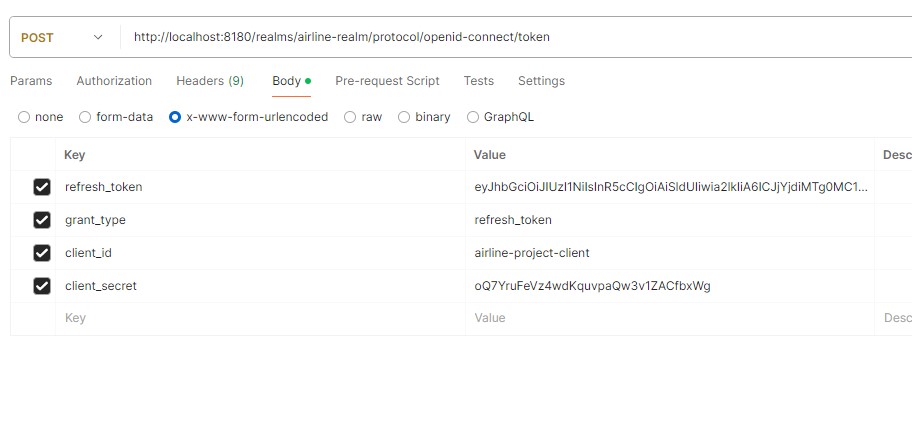 POST http://localhost:8180/realms/airline-realm/protocol/openid-connect/token
Params Authorization Headers (9) Body Pre-request Script Tests Settings
none form-data x-www-form-urlencoded raw binary GraphQL
Key Value Desc
refresh_token eyJhbGciOiJIUzI1NiIsInR5cCIgOiAiSldUIiwia2lkIiA6ICJjYjdiMTg0MC1...
grant_type refresh_token
client_id airline-project-client
client_secret oQ7YruFeVz4wdKquvpaQw3v1ZACfbxWg
Key Value Desc